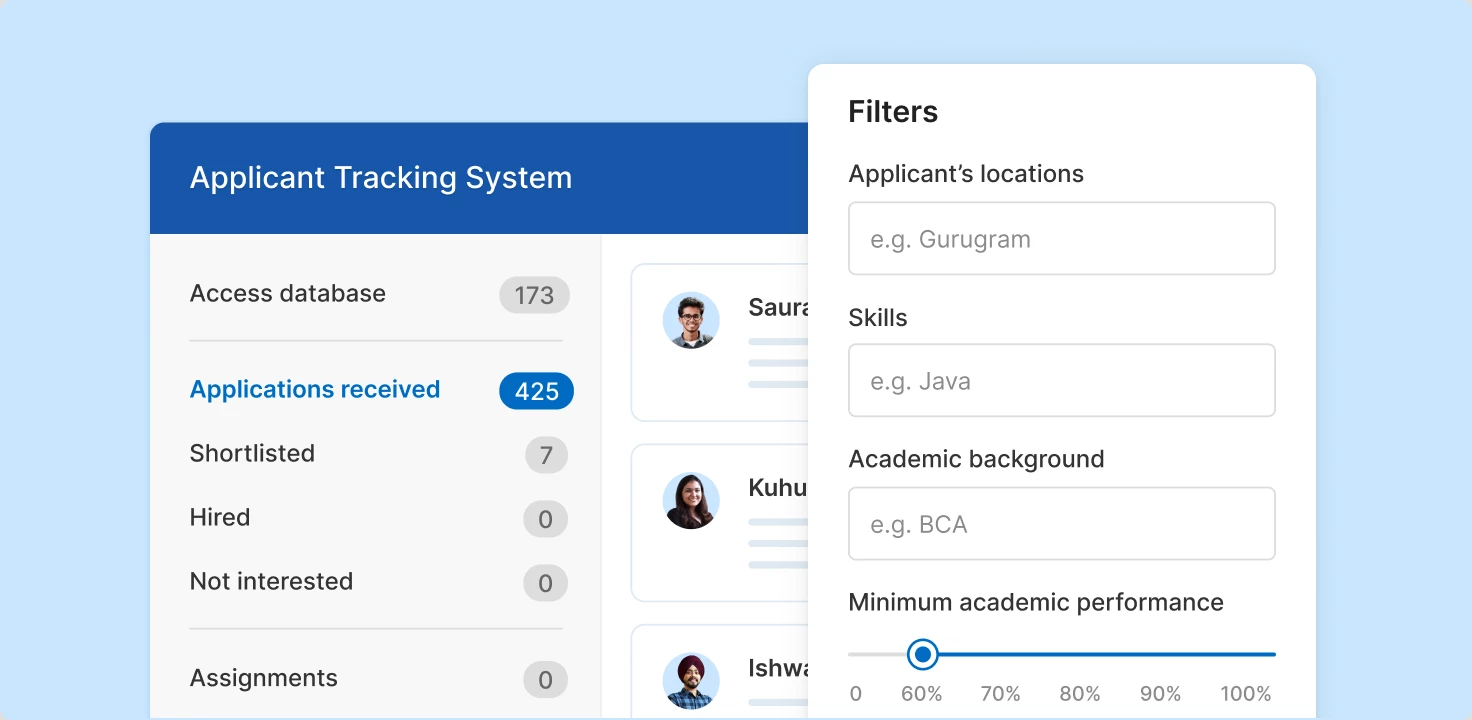 Applicant Tracking System
Access database 173
Applications received 425
Shortlisted 7
Hired 0
Not interested 0
Assignments 0
Saura
Kuhu
Ishwa
Filters
Applicant’s locations
e.g. Gurugram
Skills
e.g. Java
Academic background
e.g. BCA
Minimum academic performance
0 60% 70% 80% 90% 100%